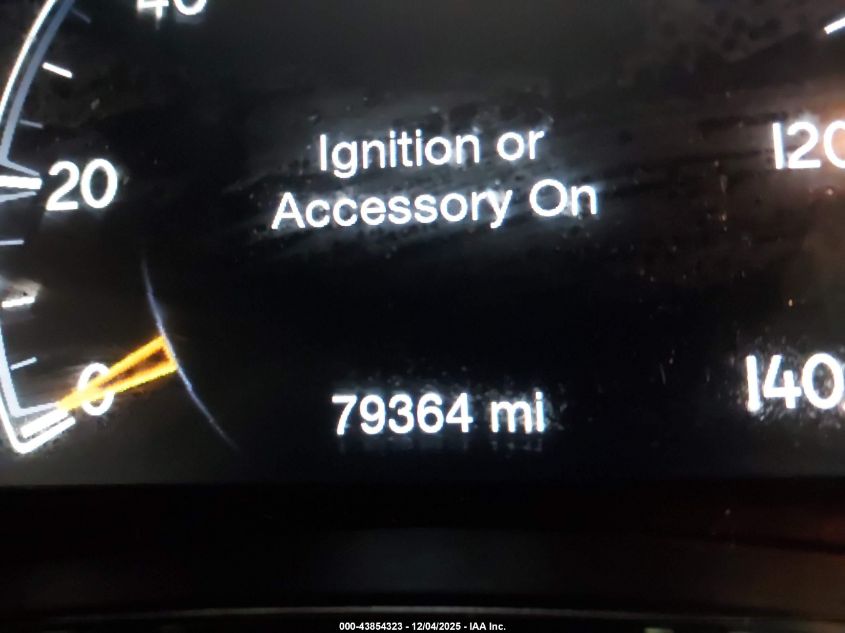 40
Ignition or
120
20
Accessory On
0
140
79364 mi
000-43854323 - 12/04/2025 - IAA Inc.